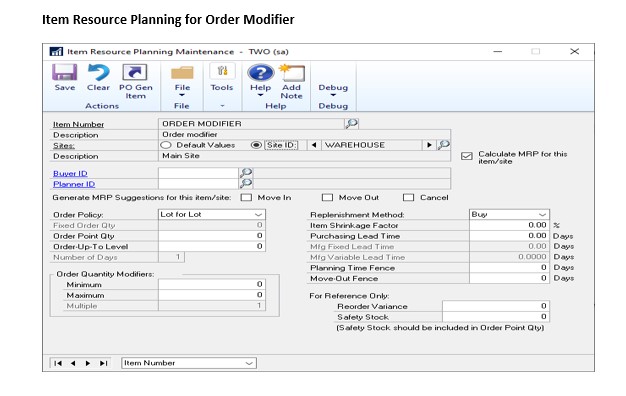 Item Resource Planning for Order Modifier
Item Resource Planning Maintenance - TWO (sa)
Save Clear PO Gen Item File Tools Help Add Note Debug
Actions File Help Debug
Item Number ORDER MODIFIER
Description Order modifier
Sites: Default Values Site ID: WAREHOUSE
Description Main Site
Calculate MRP for this item/site
Buyer ID
Planner ID
Generate MRP Suggestions for this item/site: Move In Move Out Cancel
Order Policy: Lot for Lot Replenishment Method: Buy
Fixed Order Qty 0 Item Shrinkage Factor 0.00 %
Order Point Qty 0 Purchasing Lead Time 0.00 Days
Order-Up-To Level 0 Mfg Fixed Lead Time 0.00 Days
Number of Days 1 Mfg Variable Lead Time 0.0000 Days
Planning Time Fence 0 Days
Order Quantity Modifiers: Move-Out Fence 0 Days
Minimum 0
Maximum 0 For Reference Only:
Multiple 1 Reorder Variance 0
Safety Stock 0
(Safety Stock should be included in Order Point Qty)
Item Number